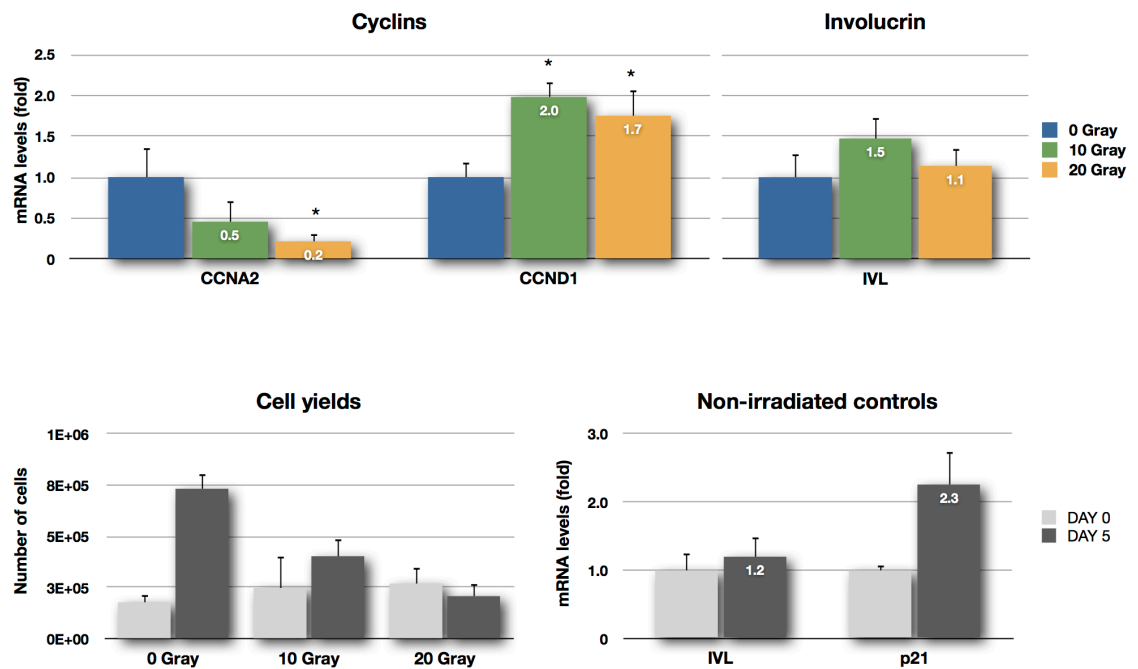 Cyclins
Involucrin
mRNA levels (fold)
2.5
2.0
1.5
1.0
0.5
0
*
*
*
0.5
0.2
2.0
1.7
1.5
1.1
CCNA2
CCND1
IVL
0 Gray
10 Gray
20 Gray
Cell yields
Number of cells
1E+06
8E+05
5E+05
3E+05
0E+00
0 Gray
10 Gray
20 Gray
Non-irradiated controls
mRNA levels (fold)
3.0
2.0
1.0
0
1.2
2.3
IVL
p21
DAY 0
DAY 5